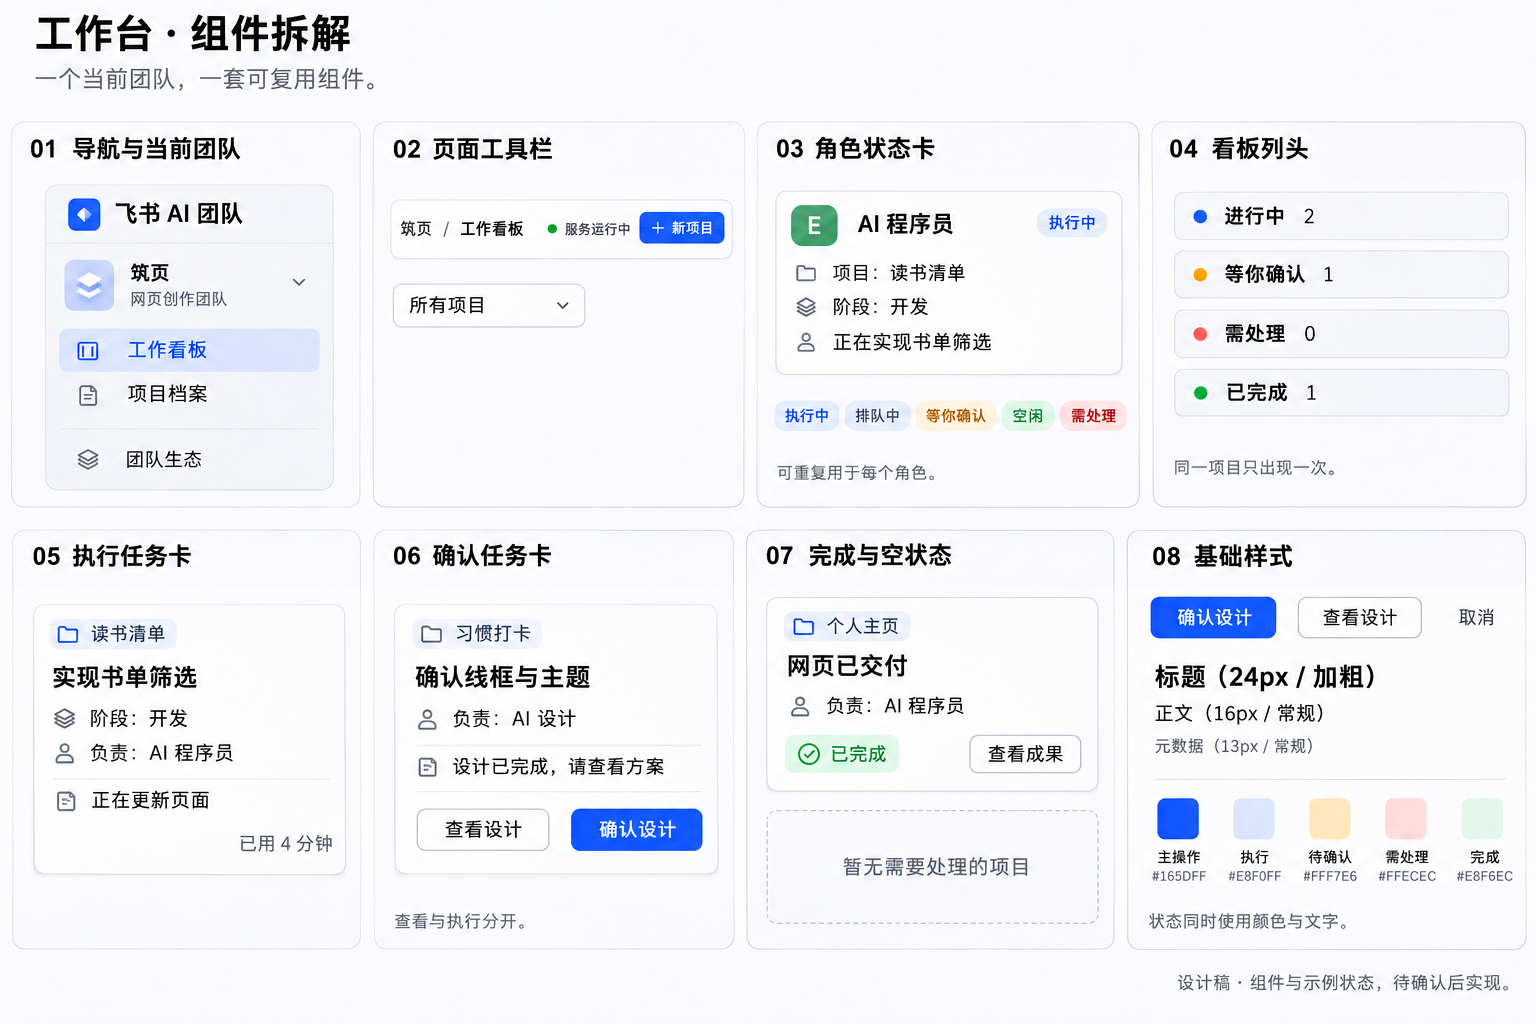 工作台 · 组件拆解
一个当前团队，一套可复用组件。
01 导航与当前团队
飞书 AI 团队
筑页
网页创作团队
工作看板
项目档案
团队生态
02 页面工具栏
筑页 / 工作看板 服务运行中 + 新项目
所有项目
03 角色状态卡
E AI 程序员 执行中
项目：读书清单
阶段：开发
正在实现书单筛选
执行中 排队中 等你确认 空闲 需处理
可重复用于每个角色。
04 看板列头
进行中 2
等你确认 1
需处理 0
已完成 1
同一项目只出现一次。
05 执行任务卡
读书清单
实现书单筛选
阶段：开发
负责：AI 程序员
正在更新页面
已用 4 分钟
06 确认任务卡
习惯打卡
确认线框与主题
负责：AI 设计
设计已完成，请查看方案
查看设计 确认设计
查看与执行分开。
07 完成与空状态
个人主页
网页已交付
负责：AI 程序员
已完成 查看成果
暂无需要处理的项目
08 基础样式
确认设计 查看设计 取消
标题（24px / 加粗）
正文（16px / 常规）
元数据（13px / 常规）
主操作 执行 待确认 需处理 完成
#165DFF #E8F0FF #FFF7E6 #FFECEC #E8F6EC
状态同时使用颜色与文字。
设计稿 · 组件与示例状态，待确认后实现。